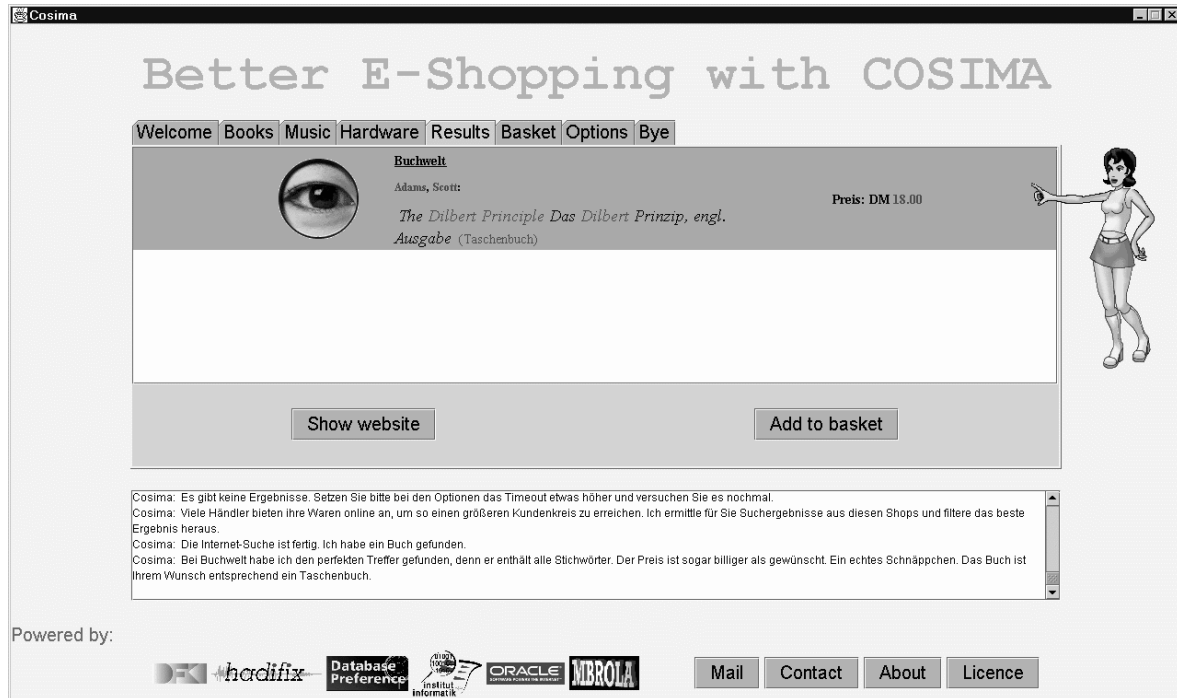 Cosima
Better E-Shopping with COSIMA
Welcome Books Music Hardware Results Basket Options Bye
Buchwelt
Adams, Scott:
Preis: DM 18.00
The Dilbert Principle Das Dilbert Prinzip, engl.
Ausgabe (Taschenbuch)
Show website Add to basket
Cosima: Es gibt keine Ergebnisse. Setzen Sie bitte bei den Optionen das Timeout etwas höher und versuchen Sie es nochmal.
Cosima: Viele Händler bieten ihre Waren online an, um so einen größeren Kundenkreis zu erreichen. Ich ermittle für Sie Suchergebnisse aus diesen Shops und filtere das beste
Ergebnis heraus.
Cosima: Die Internet-Suche ist fertig. Ich habe ein Buch gefunden.
Cosima: Bei Buchwelt habe ich den perfekten Treffer gefunden, denn er enthält alle Stichwörter. Der Preis ist sogar billiger als gewünscht. Ein echtes Schnäppchen. Das Buch ist
Ihrem Wunsch entsprechend ein Taschenbuch.
Powered by:
DFKI hadifix Database Preference institut informatik ORACLE MBROLA
Mail Contact About Licence